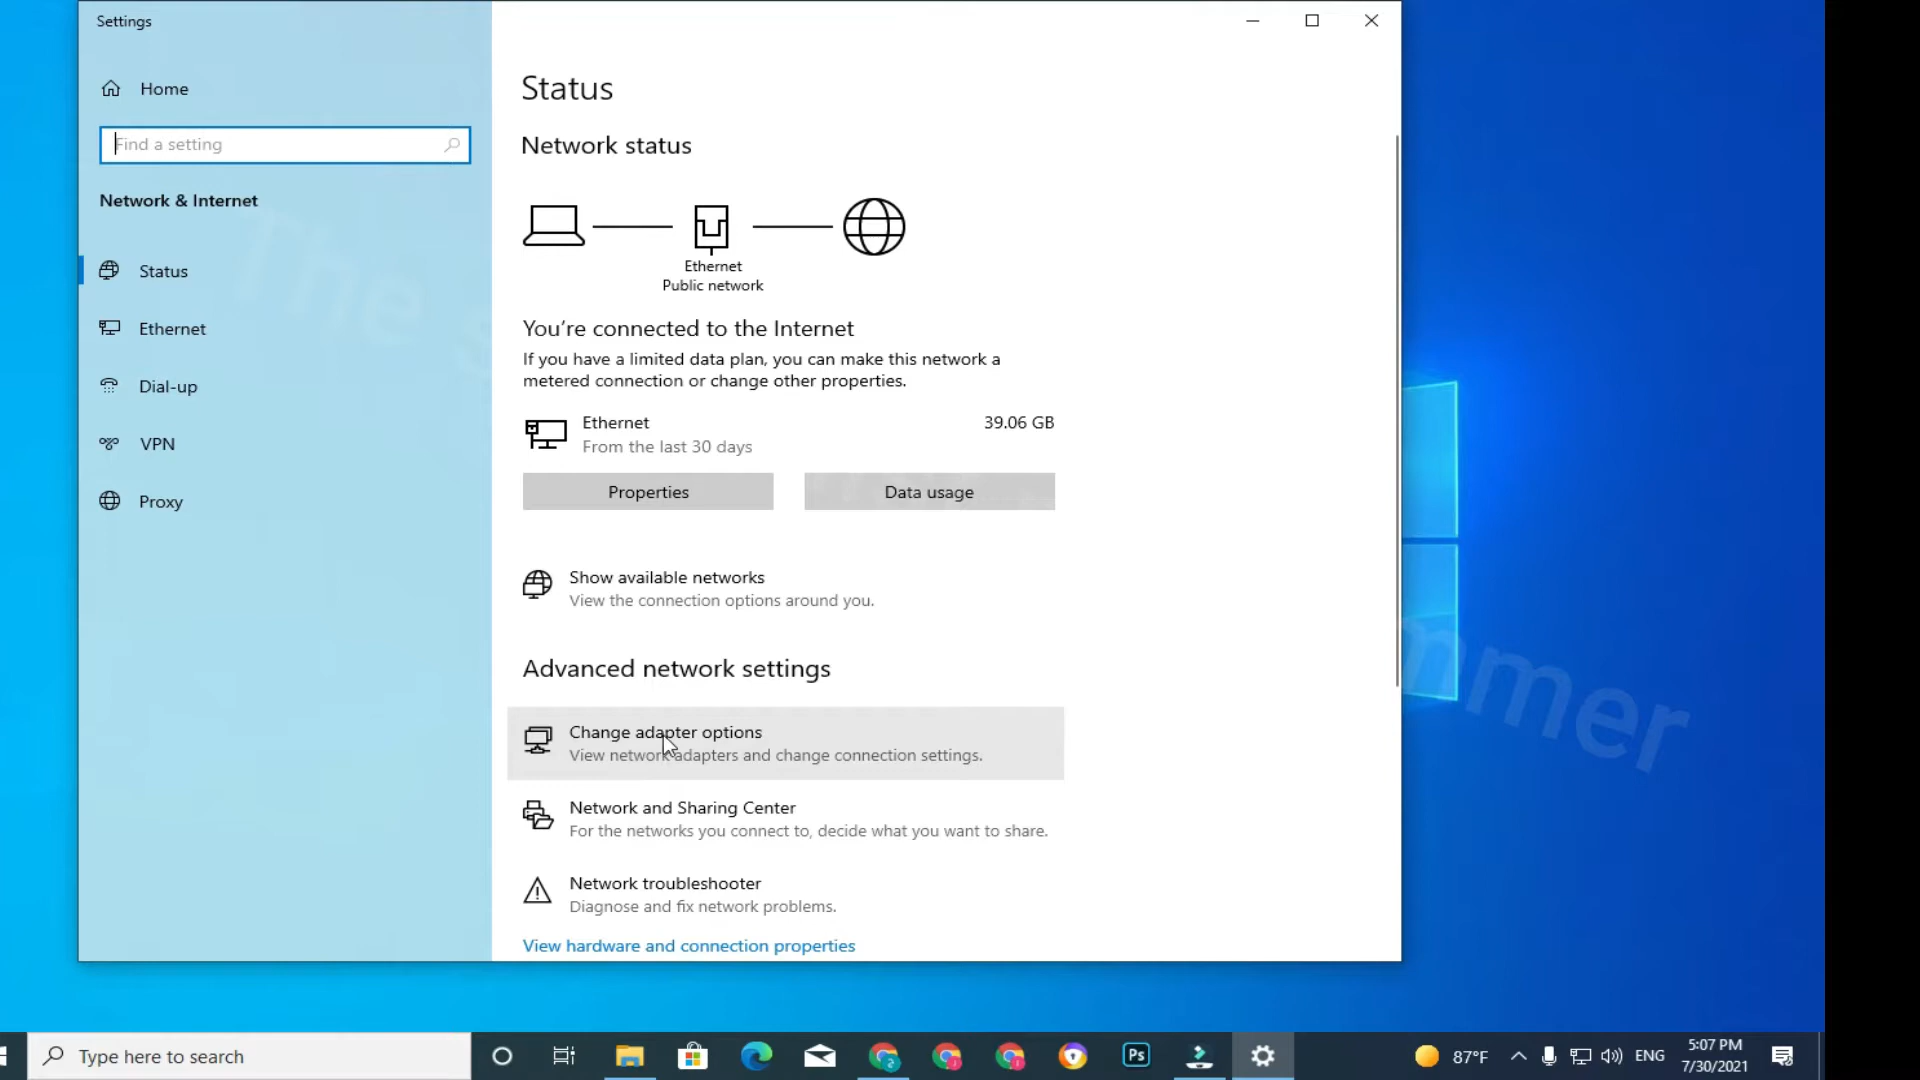 Settings
Home
Find a setting
Network & Internet
Status
Ethernet
Dial-up
VPN
Proxy
Status
Network status
Ethernet
Public network
You're connected to the Internet
If you have a limited data plan, you can make this network a
metered connection or change other properties.
Ethernet
39.06 GB
From the last 30 days
Properties
Data usage
Show available networks
View the connection options around you.
Advanced network settings
Change adapter options
View network adapters and change connection settings.
Network and Sharing Center
For the networks you connect to, decide what you want to share.
Network troubleshooter
Diagnose and fix network problems.
View hardware and connection properties
The s
mmer
Type here to search
Ps
87°F
ENG
5:07 PM
7/30/2021